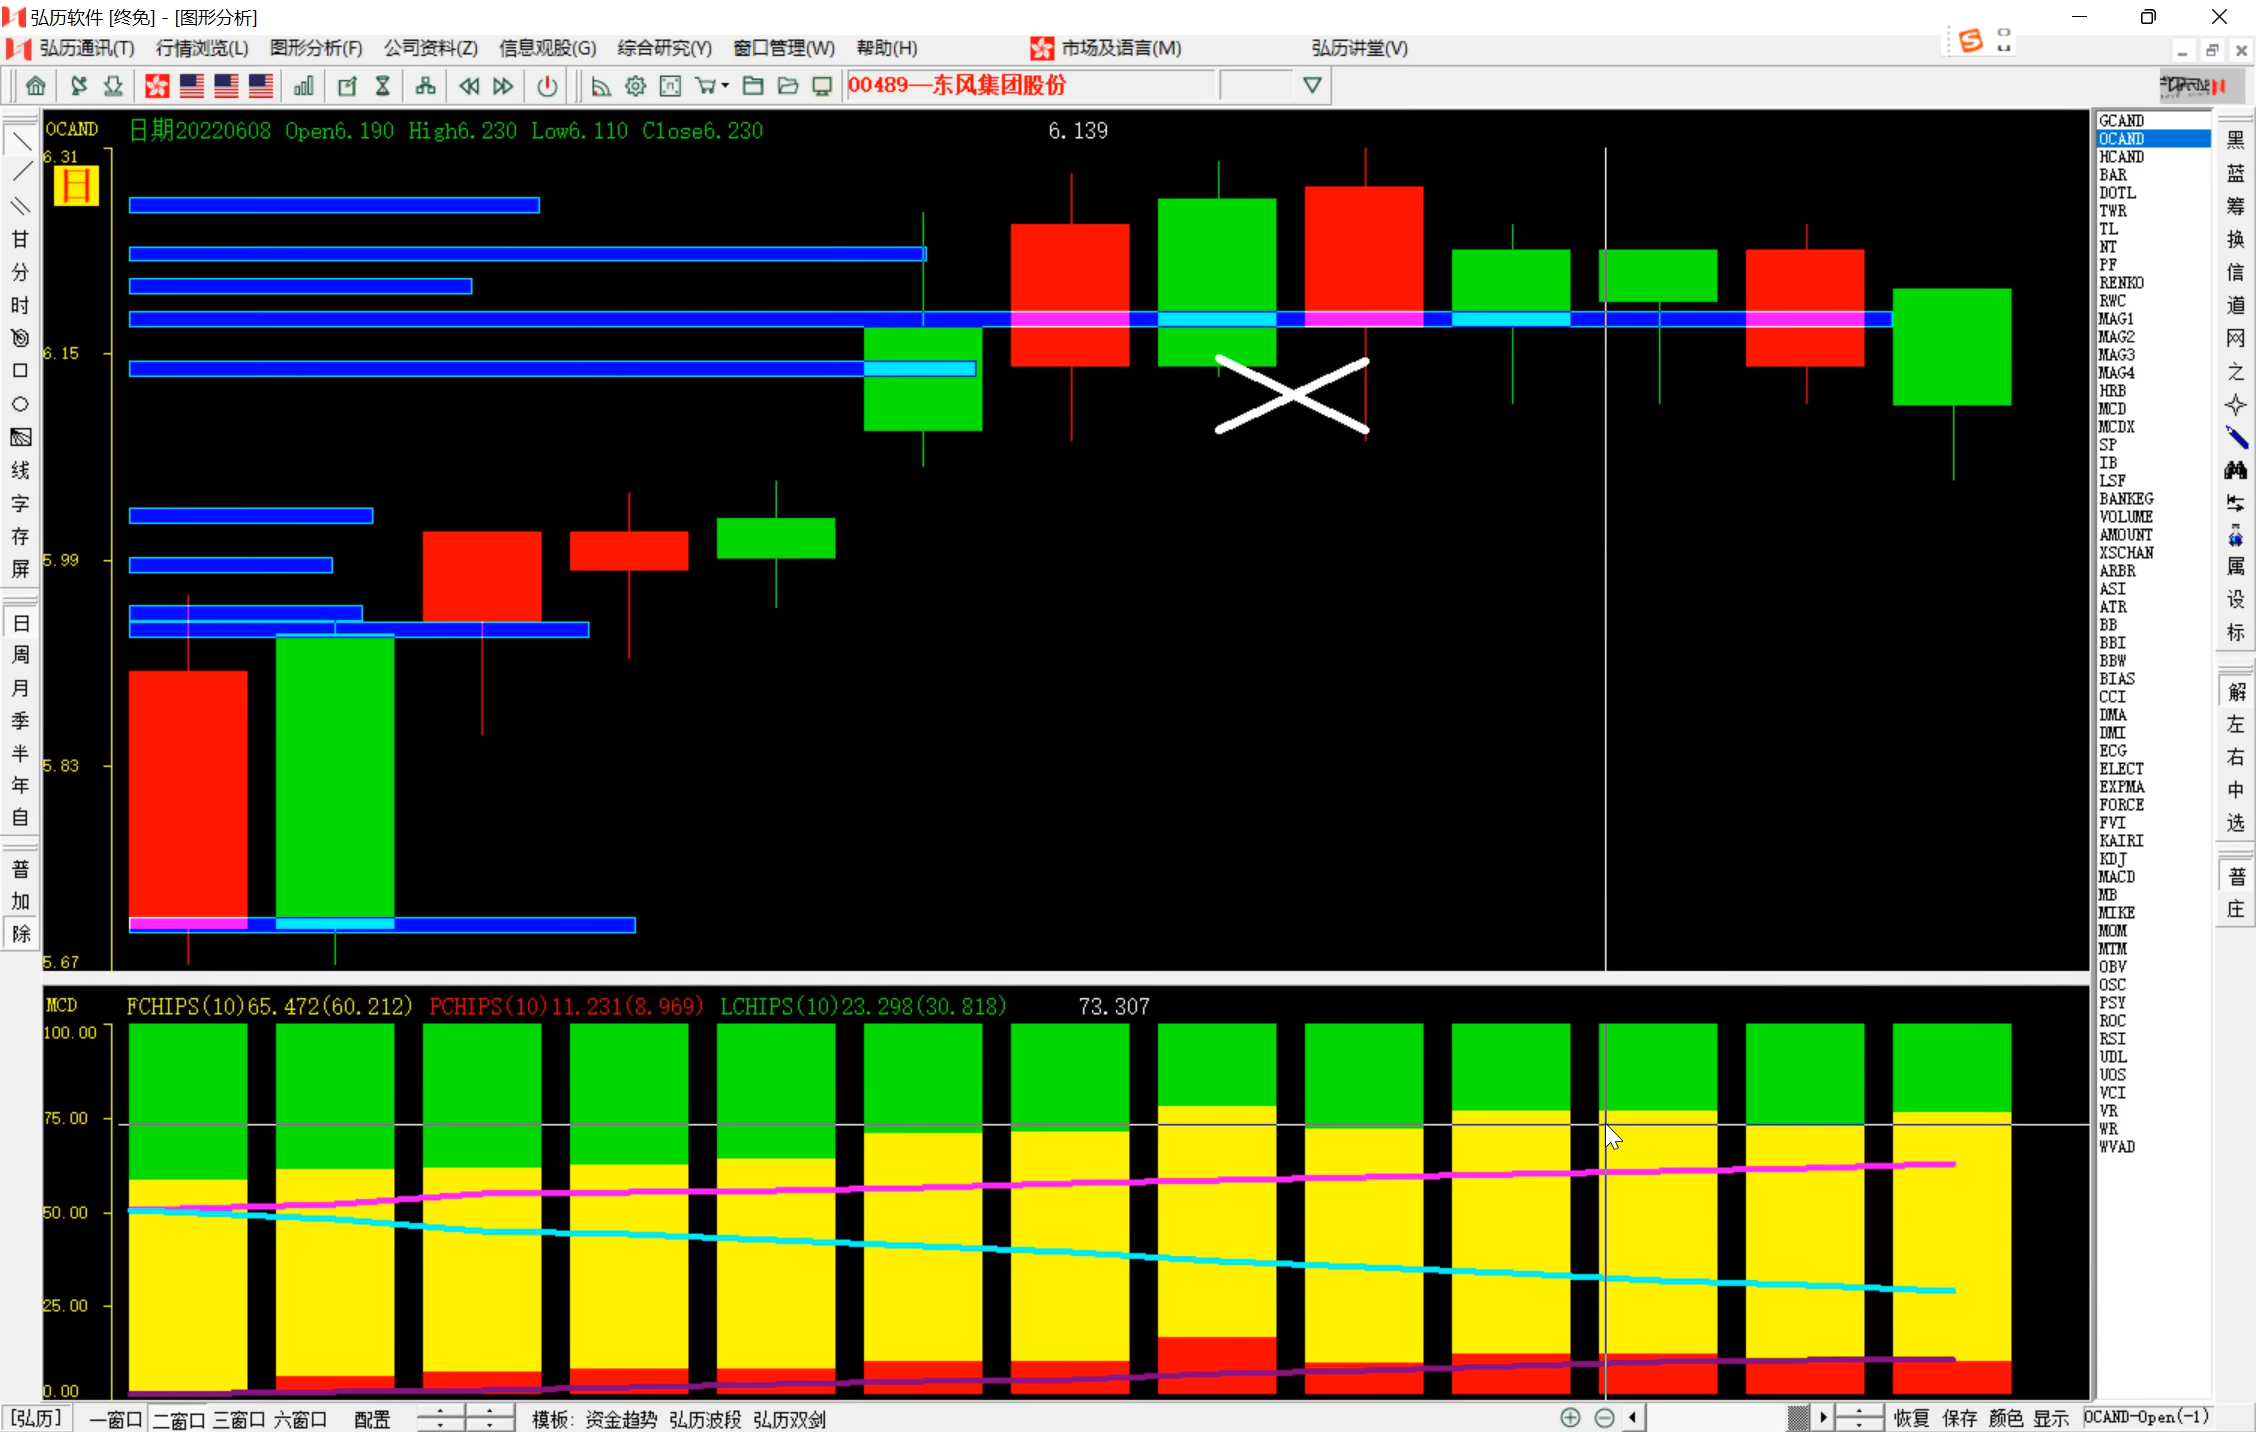 弘历软件 [终免] - [图形分析]
弘历通讯(T) 行情浏览(L) 图形分析(F) 公司资料(Z) 信息观股(G) 综合研究(Y) 窗口管理(W) 帮助(H) 市场及语言(M) 弘历讲堂(V)
00489—东风集团股份
OCAND 日期20220608 Open6.190 High6.230 Low6.110 Close6.230 6.139
6.31
日
6.15
5.99
5.83
5.67
MCD FCHIPS(10)65.472(60.212) PCHIPS(10)11.231(8.969) LCHIPS(10)23.298(30.818) 73.307
100.00
75.00
50.00
25.00
0.00
甘
分
时
线
字
存
屏
日
周
月
季
半
年
自
普
加
除
GCAND
OCAND
HCAND
BAR
DOTL
TWR
TL
NT
PF
RENKO
RWC
MAG1
MAG2
MAG3
MAG4
HRB
MCD
MCDX
SP
IB
LSF
BANKEG
VOLUME
AMOUNT
XSCHAN
ARBR
ASI
ATR
BB
BBI
BBW
BIAS
CCI
DMA
DMI
ECG
ELECT
EXPMA
FORCE
FVI
KAIRI
KDJ
MACD
MB
MIKE
MOM
MTM
OBV
OSC
PSY
ROC
RSI
UDL
UOS
VCI
VR
WR
WVAD
黑
蓝
筹
换
信
道
网
之
属
设
标
解
左
右
中
选
普
庄
[弘历] 一窗口 二窗口 三窗口 六窗口 配置 模板: 资金趋势 弘历波段 弘历双剑 恢复 保存 颜色 显示 OCAND-Open(-1)